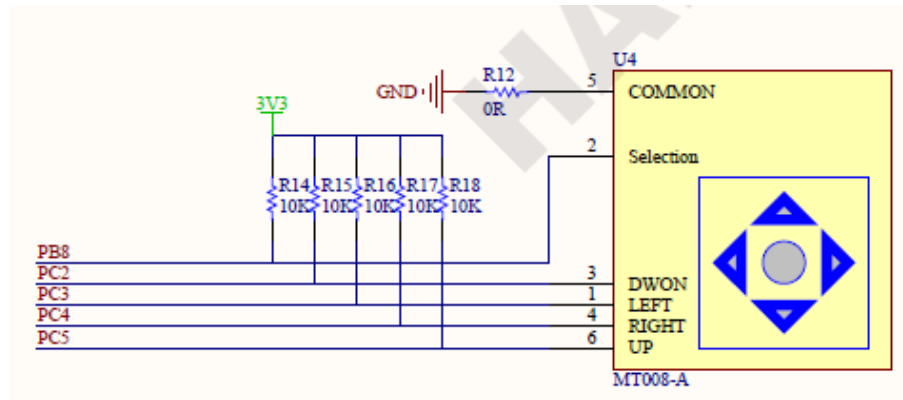 HA
U4
R12
5
GND
COMMON
0R
3V3
2
Selection
R14 R15 R16 R17 R18
10K 10K 10K 10K 10K
PB8
PC2
3
DWON
PC3
1
LEFT
PC4
4
RIGHT
PC5
6
UP
MT008-A